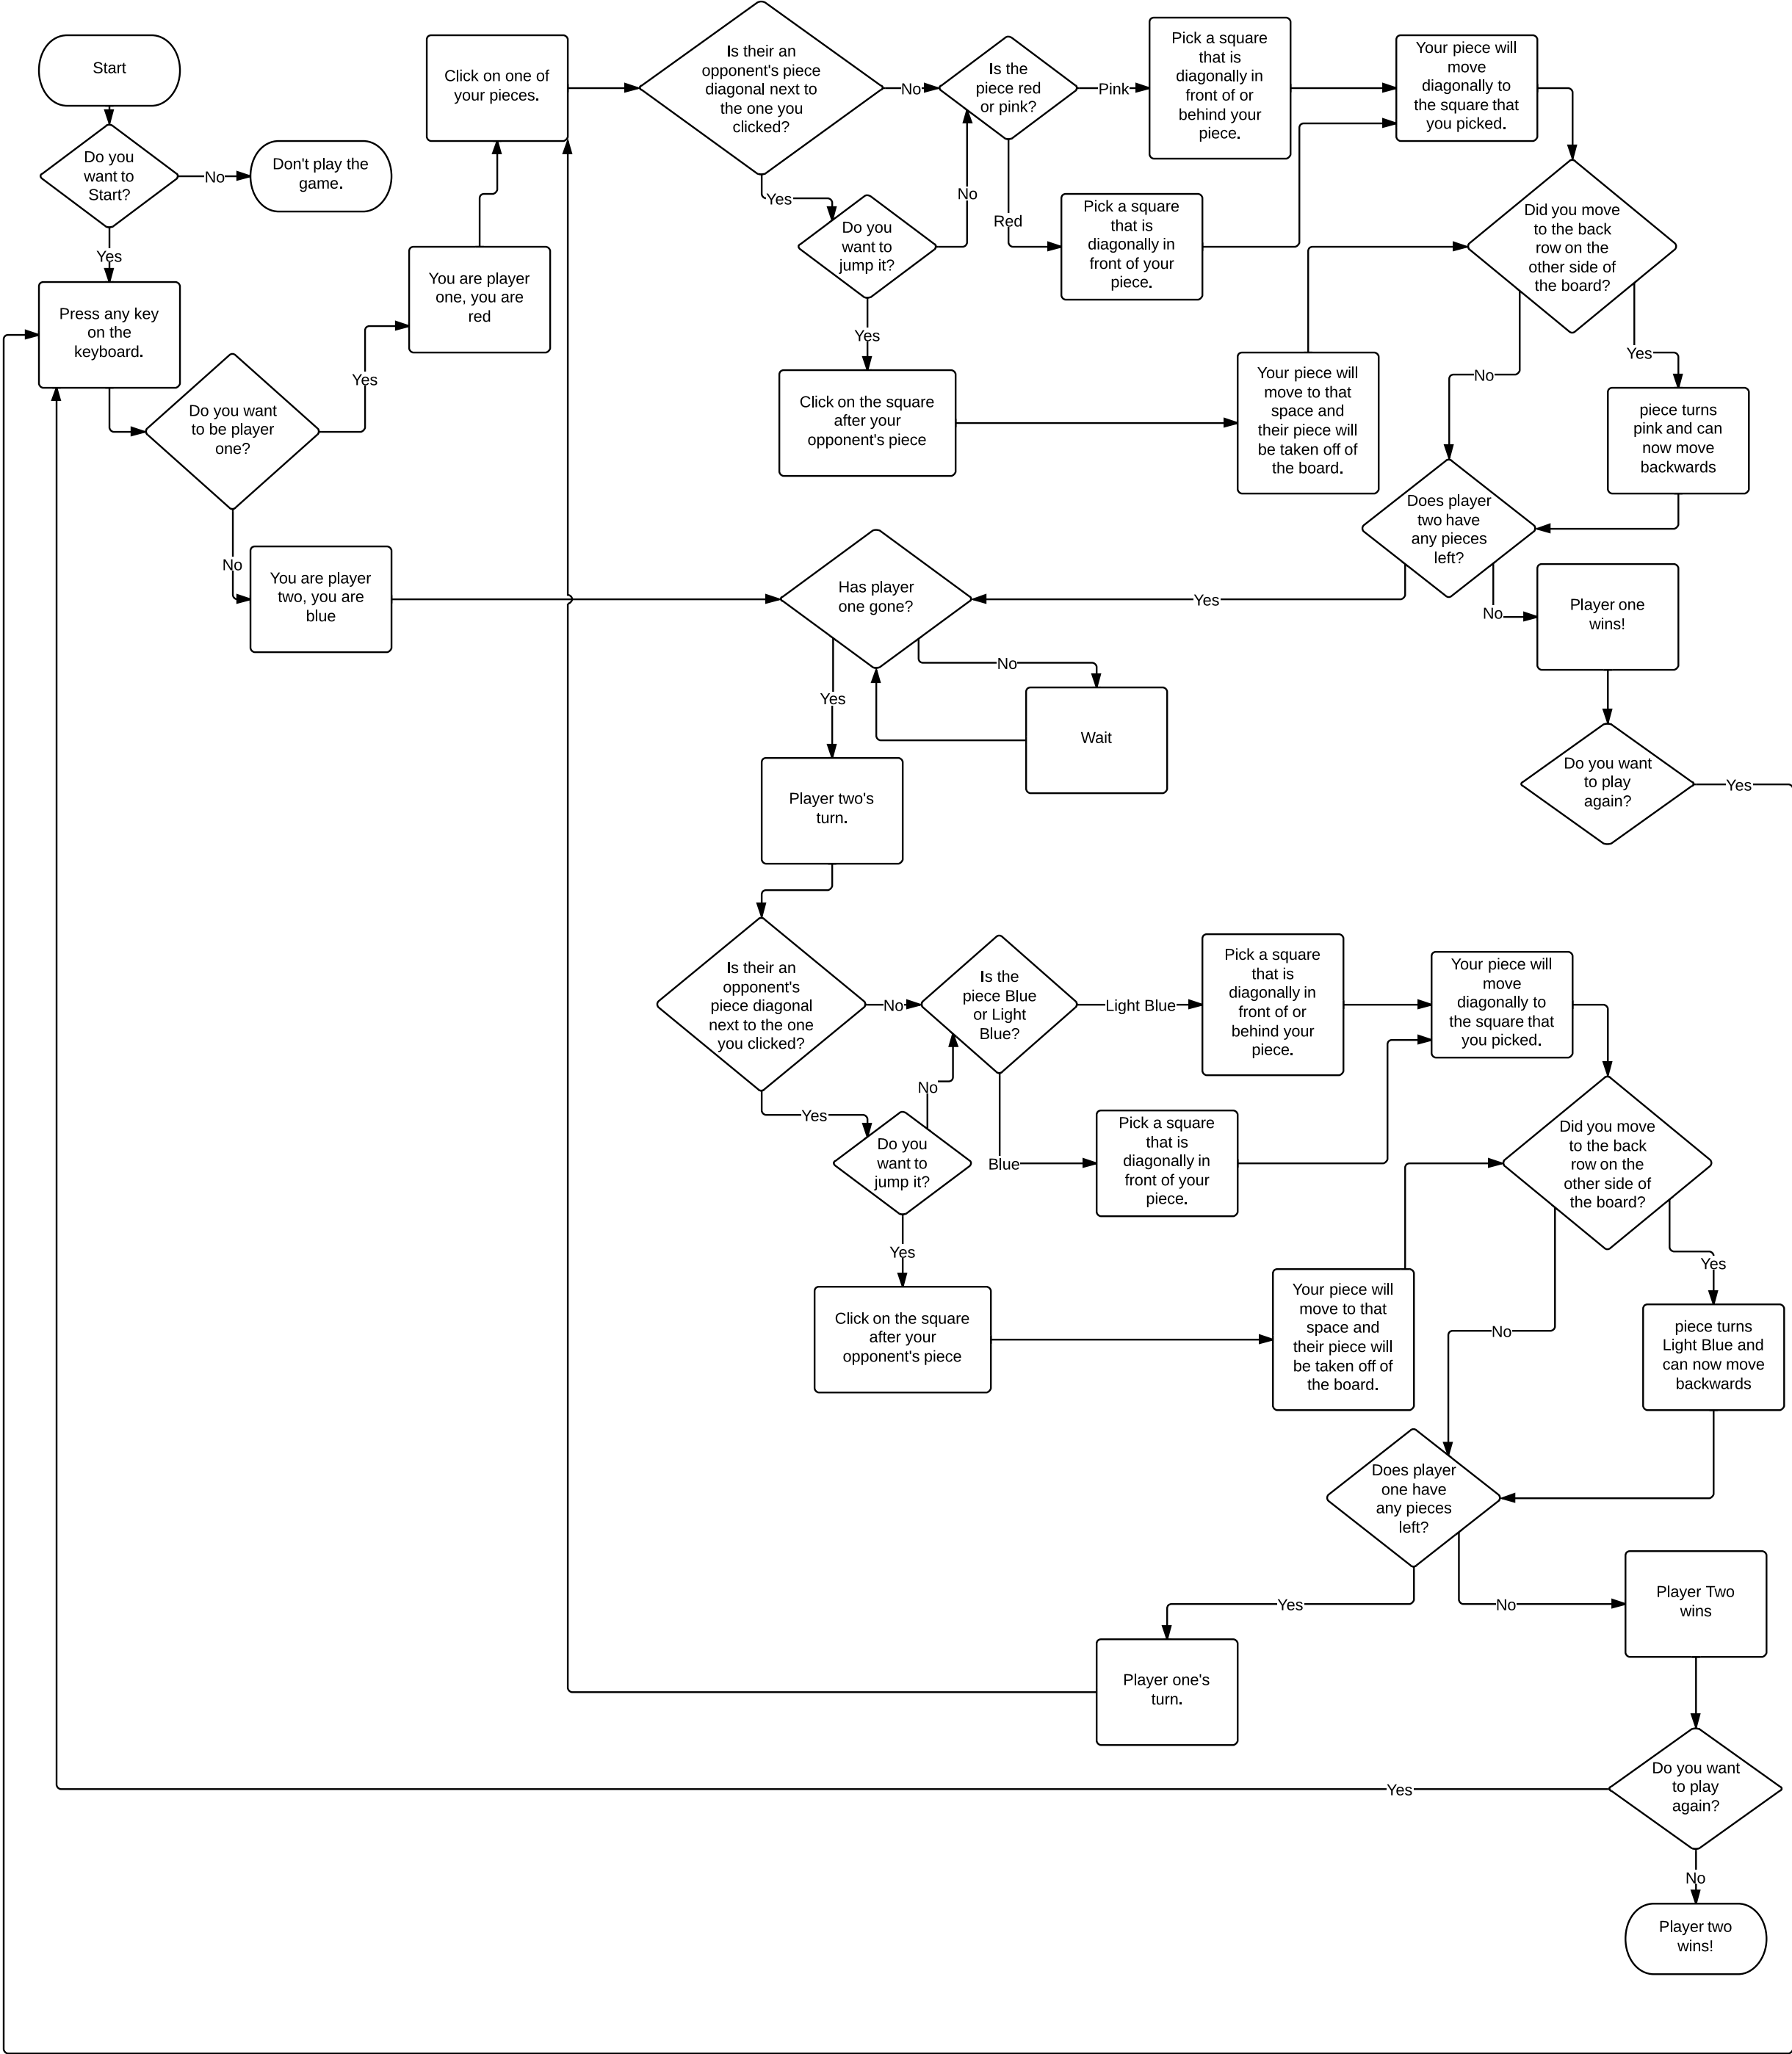 Start
Do you
want to
Start?
No
Don't play the
game.
Yes
Press any key
on the
keyboard.
Do you want
to be player
one?
Yes
You are player
one, you are
red
No
You are player
two, you are
blue
Click on one of
your pieces.
Is their an
opponent's piece
diagonal next to
the one you
clicked?
No
Yes
Do you
want to
jump it?
No
Yes
Is the
piece red
or pink?
Pink
Red
Pick a square
that is
diagonally in
front of or
behind your
piece.
Pick a square
that is
diagonally in
front of your
piece.
Your piece will
move
diagonally to
the square that
you picked.
Click on the square
after your
opponent's piece
Your piece will
move to that
space and
their piece will
be taken off of
the board.
Did you move
to the back
row on the
other side of
the board?
No
Yes
piece turns
pink and can
now move
backwards
Does player
two have
any pieces
left?
Yes
No
Player one
wins!
Do you want
to play
again?
Yes
Has player
one gone?
No
Wait
Yes
Player two's
turn.
Is their an
opponent's
piece diagonal
next to the one
you clicked?
No
Yes
Do you
want to
jump it?
No
Yes
Is the
piece Blue
or Light
Blue?
Light Blue
Blue
Pick a square
that is
diagonally in
front of or
behind your
piece.
Pick a square
that is
diagonally in
front of your
piece.
Your piece will
move
diagonally to
the square that
you picked.
Click on the square
after your
opponent's piece
Your piece will
move to that
space and
their piece will
be taken off of
the board.
Did you move
to the back
row on the
other side of
the board?
No
Yes
piece turns
Light Blue and
can now move
backwards
Does player
one have
any pieces
left?
Yes
No
Player one's
turn.
Player Two
wins
Do you want
to play
again?
Yes
No
Player two
wins!